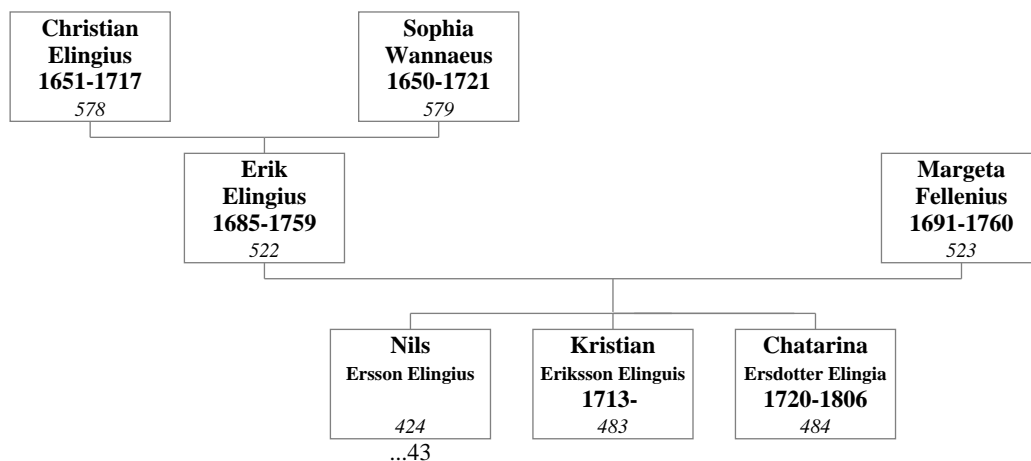 Christian
Elingius
1651-1717
578
Sophia
Wannaeus
1650-1721
579
Erik
Elingius
1685-1759
522
Margeta
Fellenius
1691-1760
523
Nils
Ersson Elingius
424
...43
Kristian
Eriksson Elinguis
1713-
483
Chatarina
Ersdotter Elingia
1720-1806
484